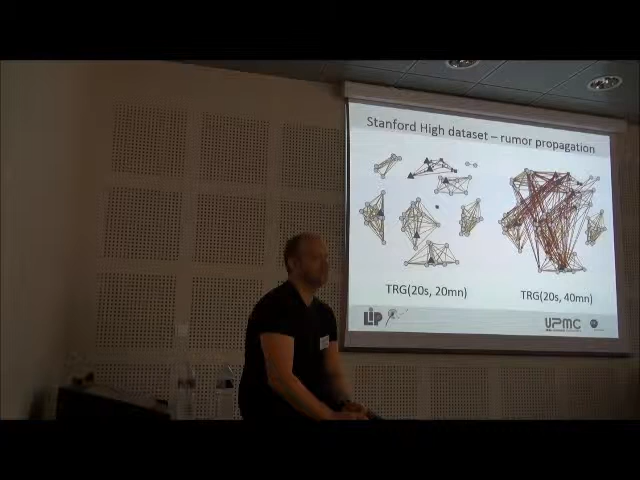 Stanford High dataset – rumor propagation
TRG(20s, 20mn)
TRG(20s, 40mn)
LIP
UPMC